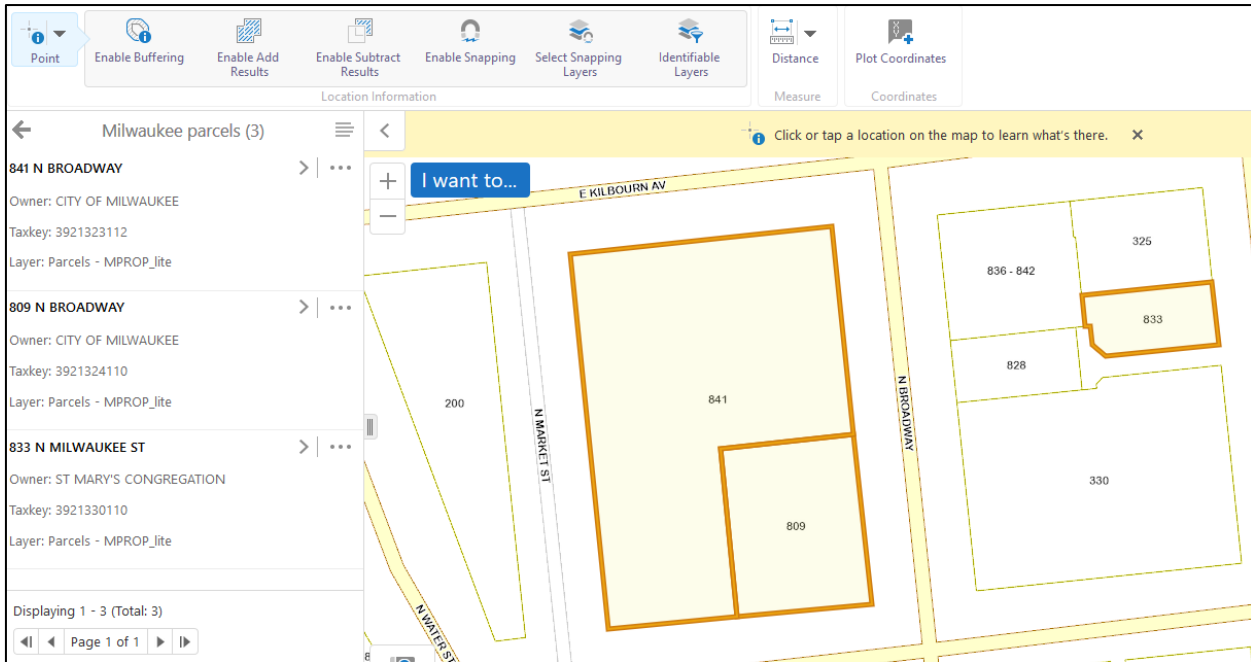 Point
Enable Buffering
Enable Add
Results
Enable Subtract
Results
Enable Snapping
Select Snapping
Layers
Identifiable
Layers
Location Information
Distance
Measure
Plot Coordinates
Coordinates
Milwaukee parcels (3)
841 N BROADWAY
Owner: CITY OF MILWAUKEE
Taxkey: 3921323112
Layer: Parcels - MPROP_lite
809 N BROADWAY
Owner: CITY OF MILWAUKEE
Taxkey: 3921324110
Layer: Parcels - MPROP_lite
833 N MILWAUKEE ST
Owner: ST MARY'S CONGREGATION
Taxkey: 3921330110
Layer: Parcels - MPROP_lite
Displaying 1 - 3 (Total: 3)
Page 1 of 1
Click or tap a location on the map to learn what's there.
I want to...
E KILBOURN AV
325
836 - 842
833
828
N BROADWAY
841
200
N MARKET ST
330
809
N WATER ST
8